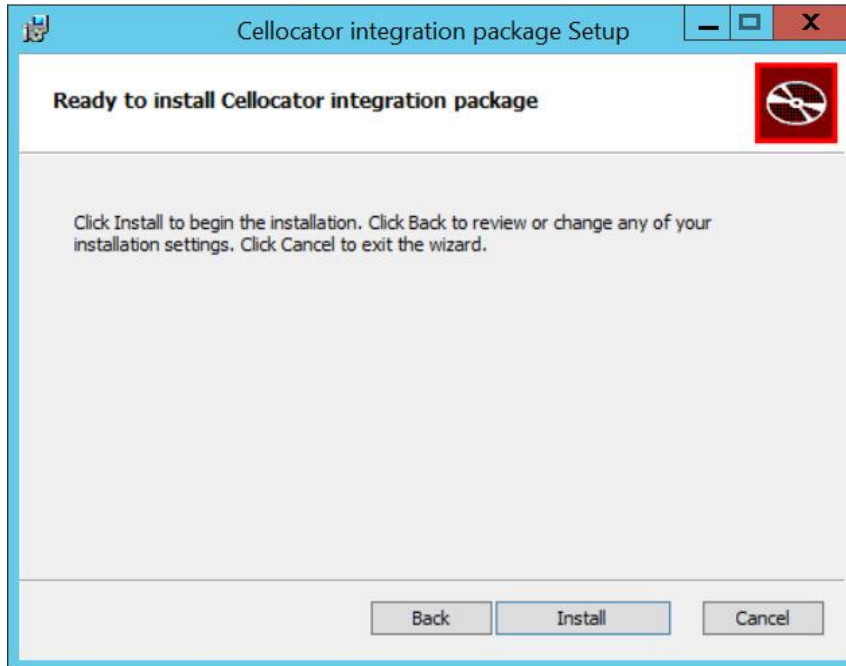 Cellocator integration package Setup
Ready to install Cellocator integration package
Click Install to begin the installation. Click Back to review or change any of your
installation settings. Click Cancel to exit the wizard.
Back Install Cancel